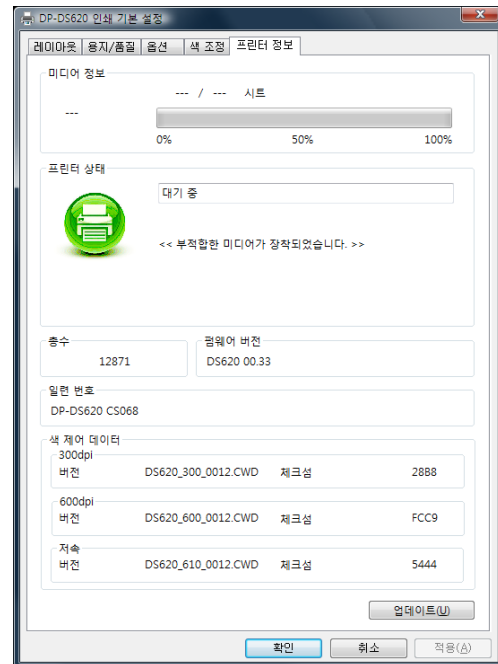 DP-DS620 인쇄 기본 설정
레이아웃 용지/품질 옵션 색 조정 프린터 정보
미디어 정보
--- / --- 시트
---
0% 50% 100%
프린터 상태
대기 중
<< 부적합한 미디어가 장착되었습니다. >>
총수 펌웨어 버전
12871 DS620 00.33
일련 번호
DP-DS620 CS068
색 제어 데이터
300dpi
버전 DS620_300_0012.CWD 체크섬 28B8
600dpi
버전 DS620_600_0012.CWD 체크섬 FCC9
저속
버전 DS620_610_0012.CWD 체크섬 5444
업데이트(U)
확인 취소 적용(A)